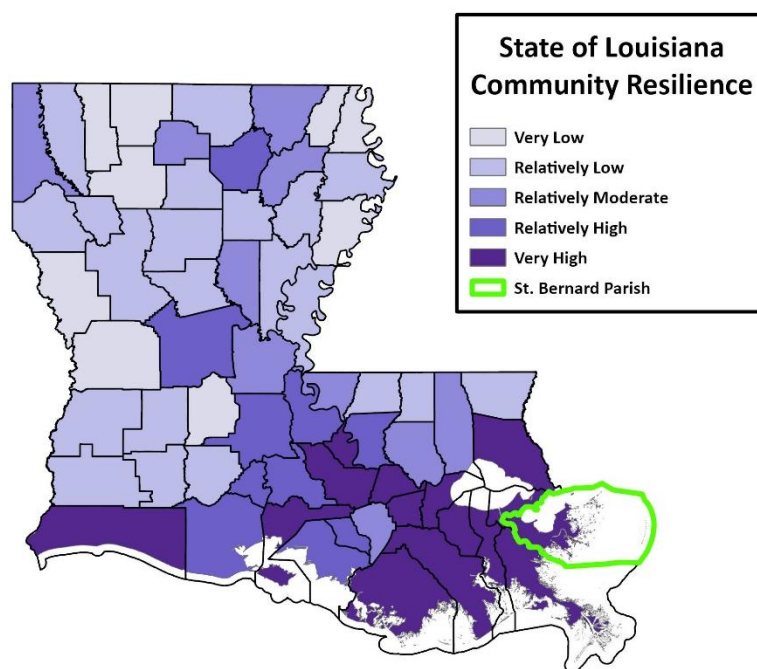 State of Louisiana
Community Resilience
Very Low
Relatively Low
Relatively Moderate
Relatively High
Very High
St. Bernard Parish